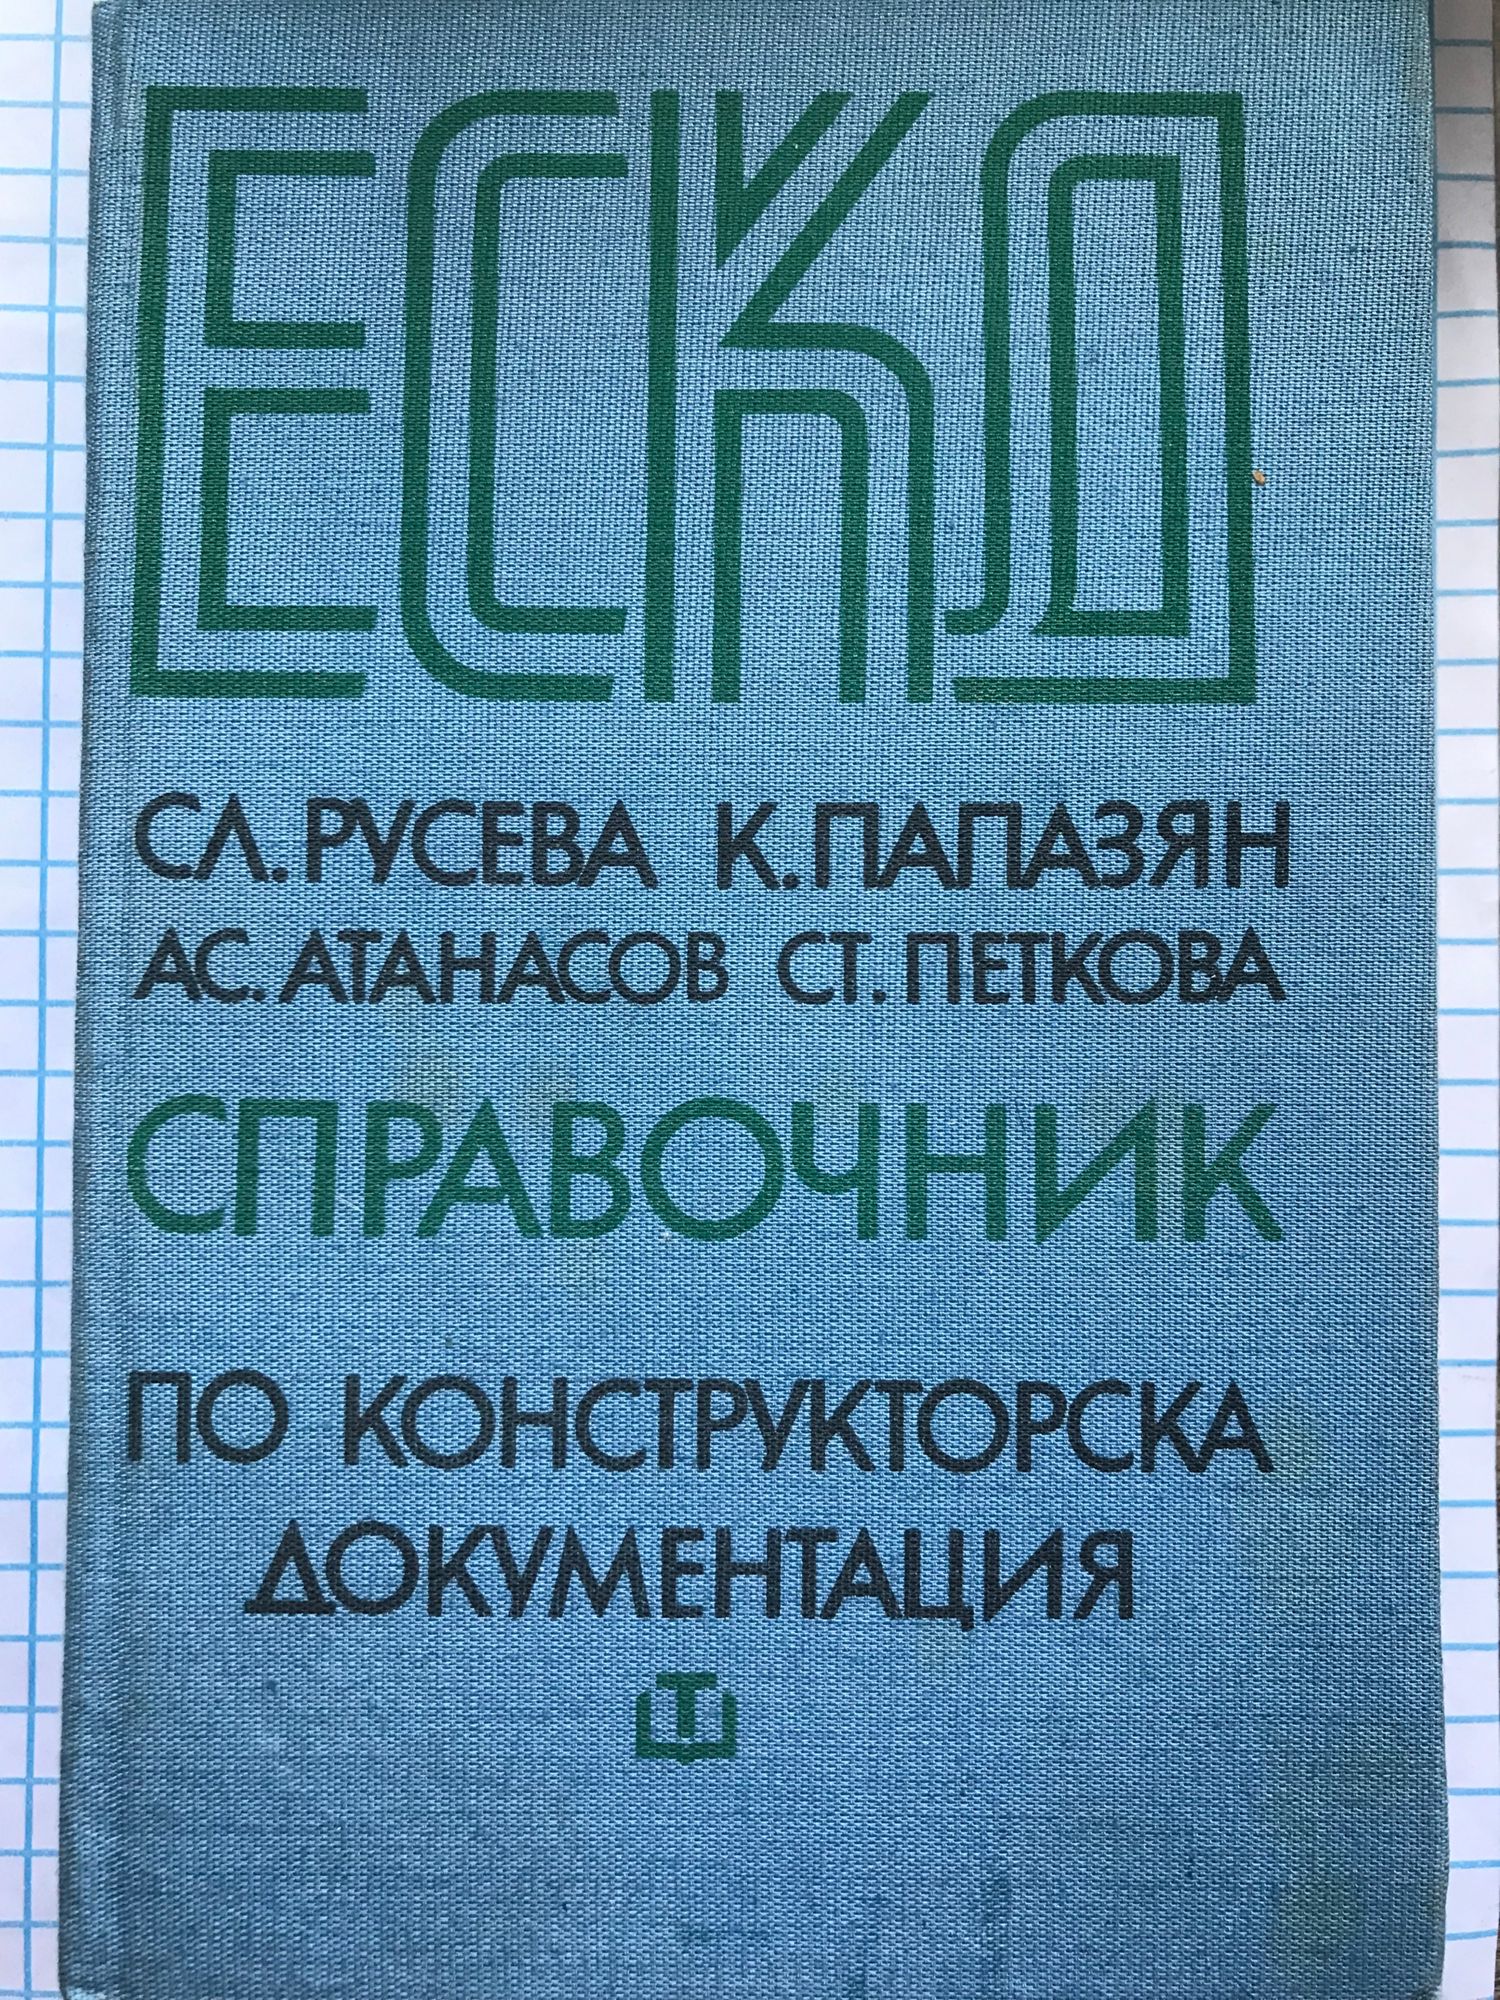 ЕСКД
СЛ. РУСЕВА К. ПАПАЗЯН
АС. АТАНАСОВ СТ. ПЕТКОВА
СПРАВОЧНИК
ПО КОНСТРУКТОРСКА
ДОКУМЕНТАЦИЯ
Т